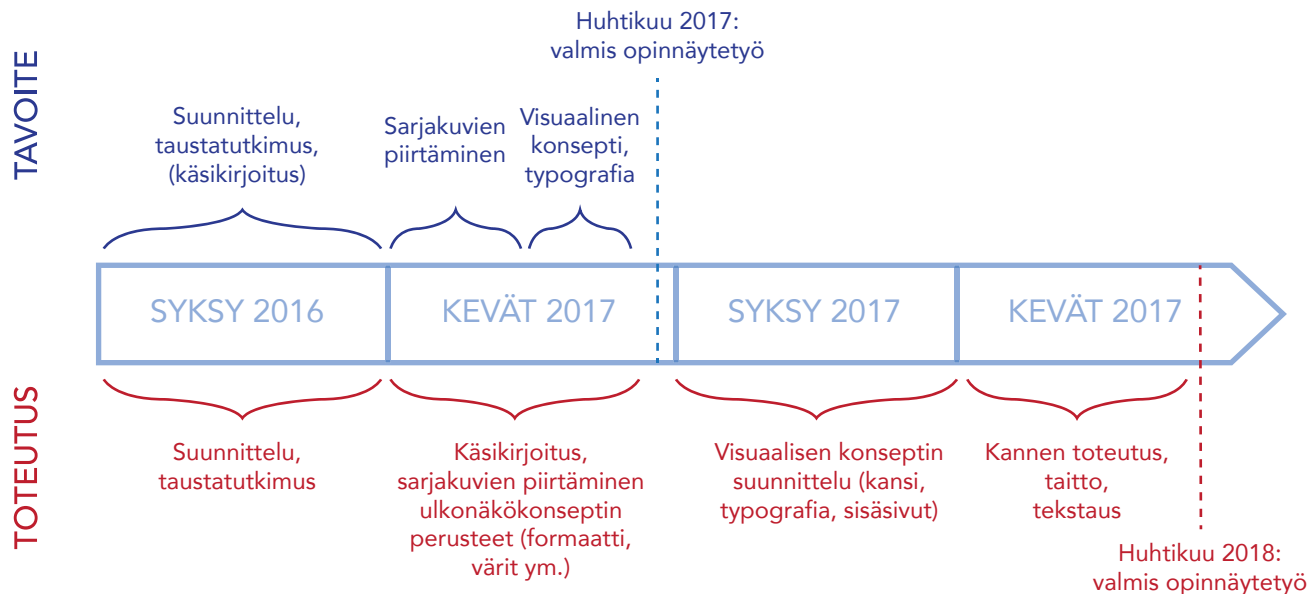 TAVOITE
Huhtikuu 2017:
valmis opinnäytetyö
Suunnittelu,
taustatutkimus,
(käsikirjoitus)
Sarjakuvien
piirtäminen
Visuaalinen
konsepti,
typografia
SYKSY 2016
KEVÄT 2017
SYKSY 2017
KEVÄT 2017
TOTEUTUS
Suunnittelu,
taustatutkimus
Käsikirjoitus,
sarjakuvien piirtäminen
ulkonäkökonseptin
perusteet (formaatti,
värit ym.)
Visuaalisen konseptin
suunnittelu (kansi,
typografia, sisäsivut)
Kannen toteutus,
taitto,
tekstaus
Huhtikuu 2018:
valmis opinnäytetyö